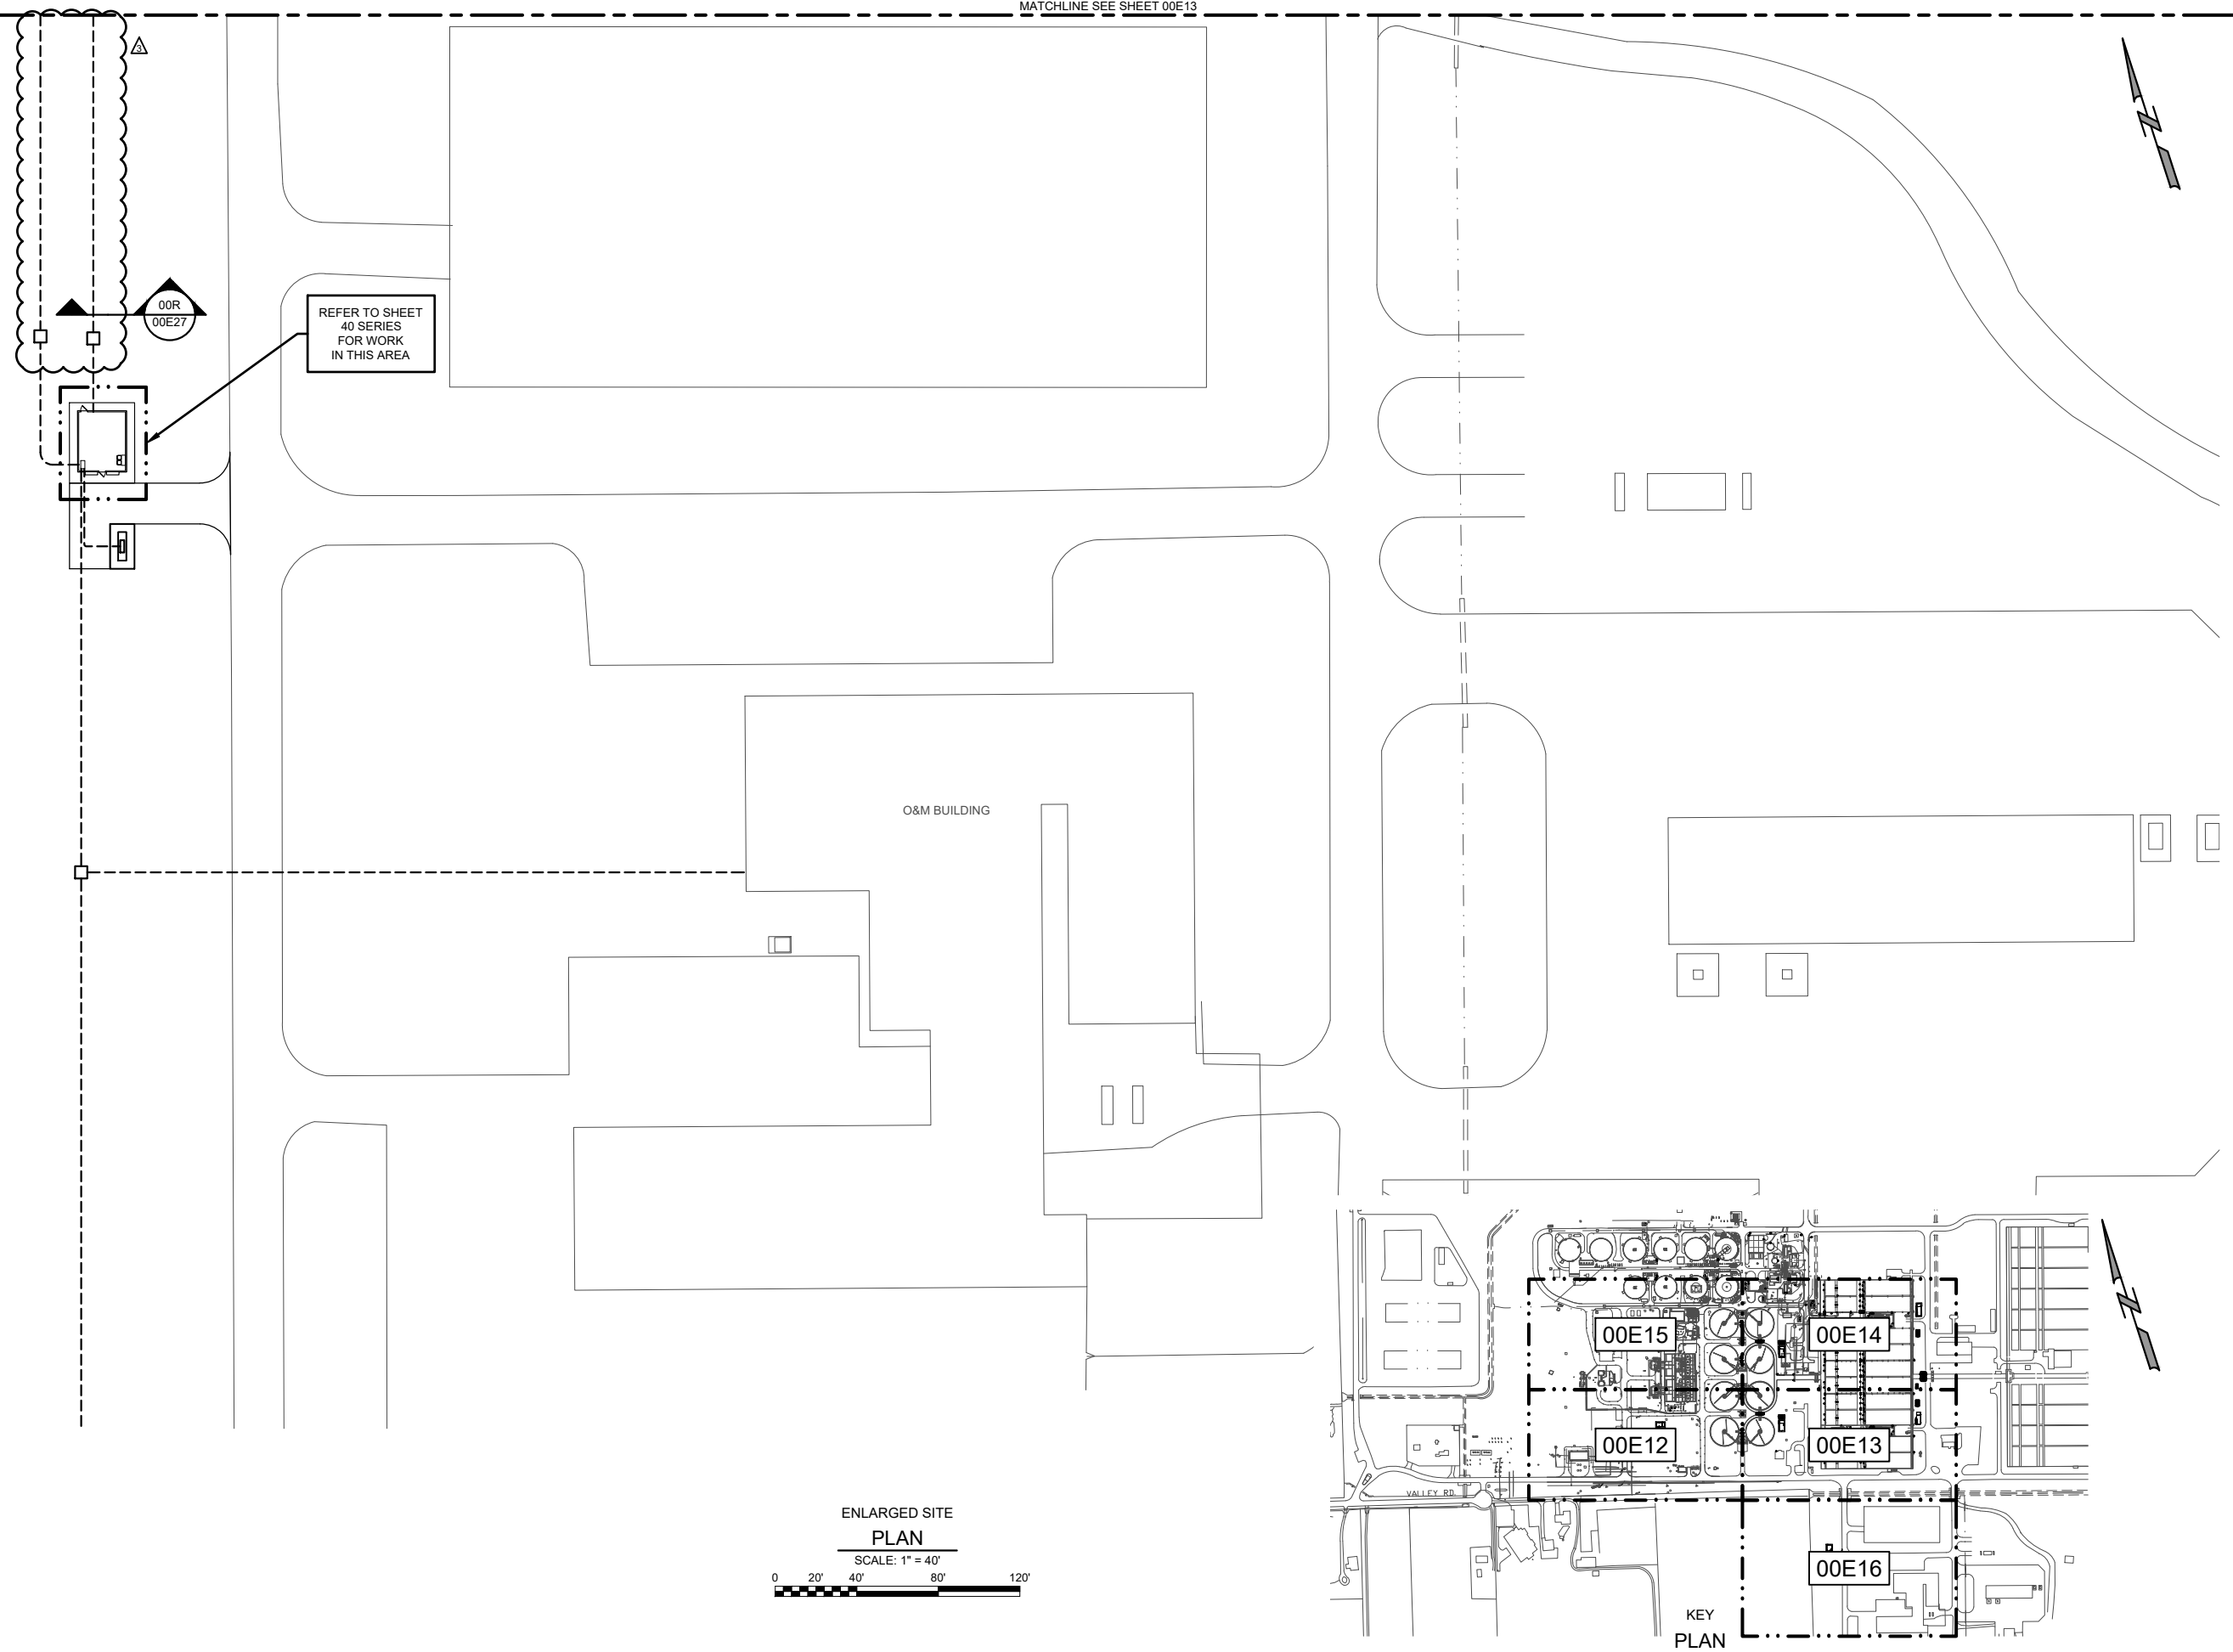 MATCHLINE SEE SHEET 00E13
3
00R
00E27
REFER TO SHEET
40 SERIES
FOR WORK
IN THIS AREA
O&M BUILDING
ENLARGED SITE
PLAN
SCALE: 1" = 40'
0 20' 40' 80' 120'
00E15
00E14
00E12
00E13
VALLEY RD.
00E16
KEY
PLAN